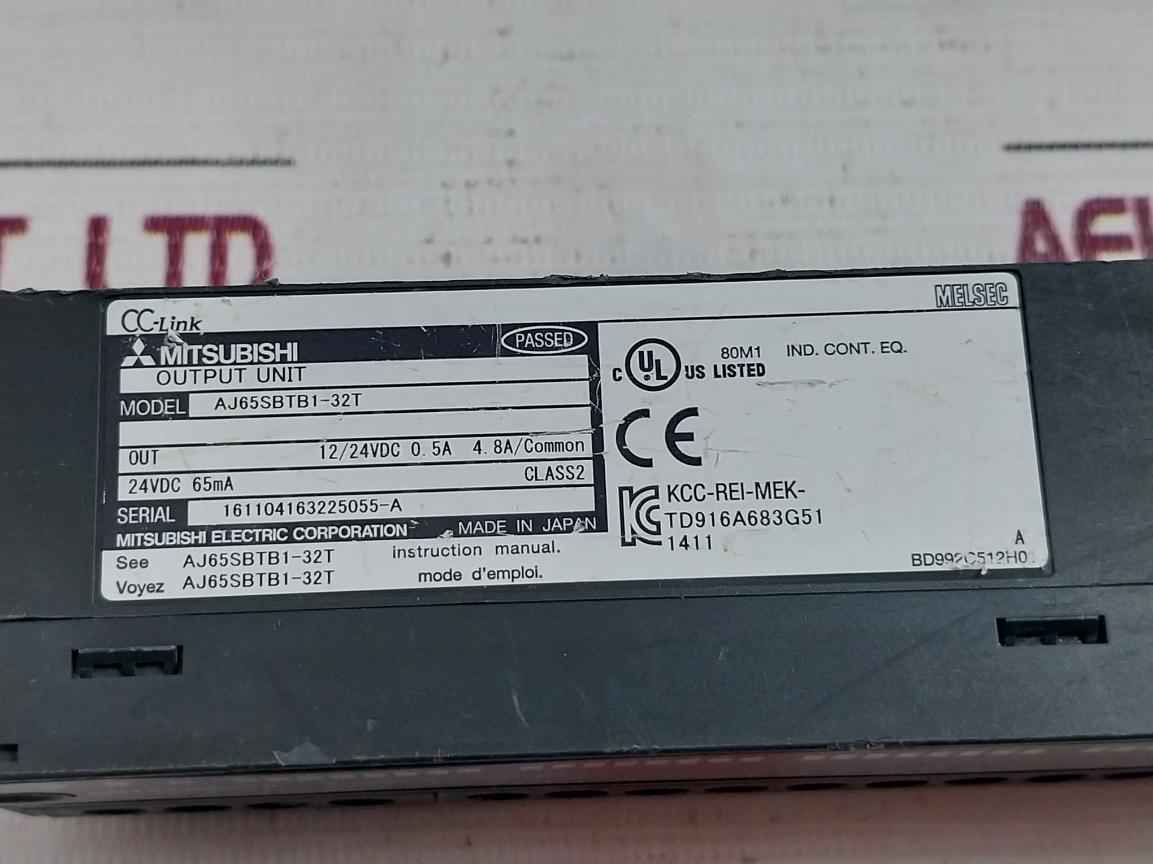 T LTD
CC-Link
MELSEC
MITSUBISHI
PASSED
OUTPUT UNIT
MODEL AJ65SBTB1-32T
OUT 12/24VDC 0.5A 4.8A/Common
24VDC 65mA CLASS2
SERIAL 161104163225055-A
MITSUBISHI ELECTRIC CORPORATION MADE IN JAPAN
See AJ65SBTB1-32T instruction manual.
Voyez AJ65SBTB1-32T mode d'emploi.
C UL US LISTED
80M1 IND. CONT. EQ.
CE
KCC-REI-MEK-
TD916A683G51
1411
A
BD992C512H0